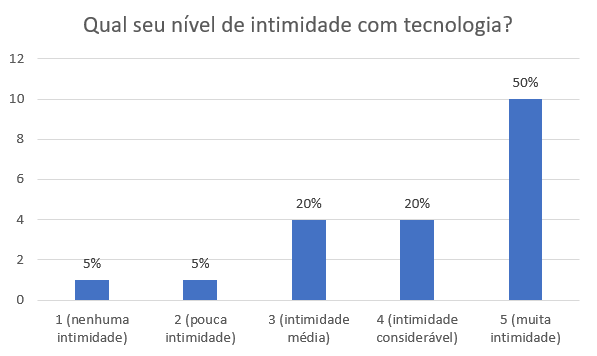 Qual seu nível de intimidade com tecnologia?
12
10
8
6
4
2
0
5%
5%
20%
20%
50%
1 (nenhuma
intimidade)
2 (pouca
intimidade)
3 (intimidade
média)
4 (intimidade
considerável)
5 (muita
intimidade)